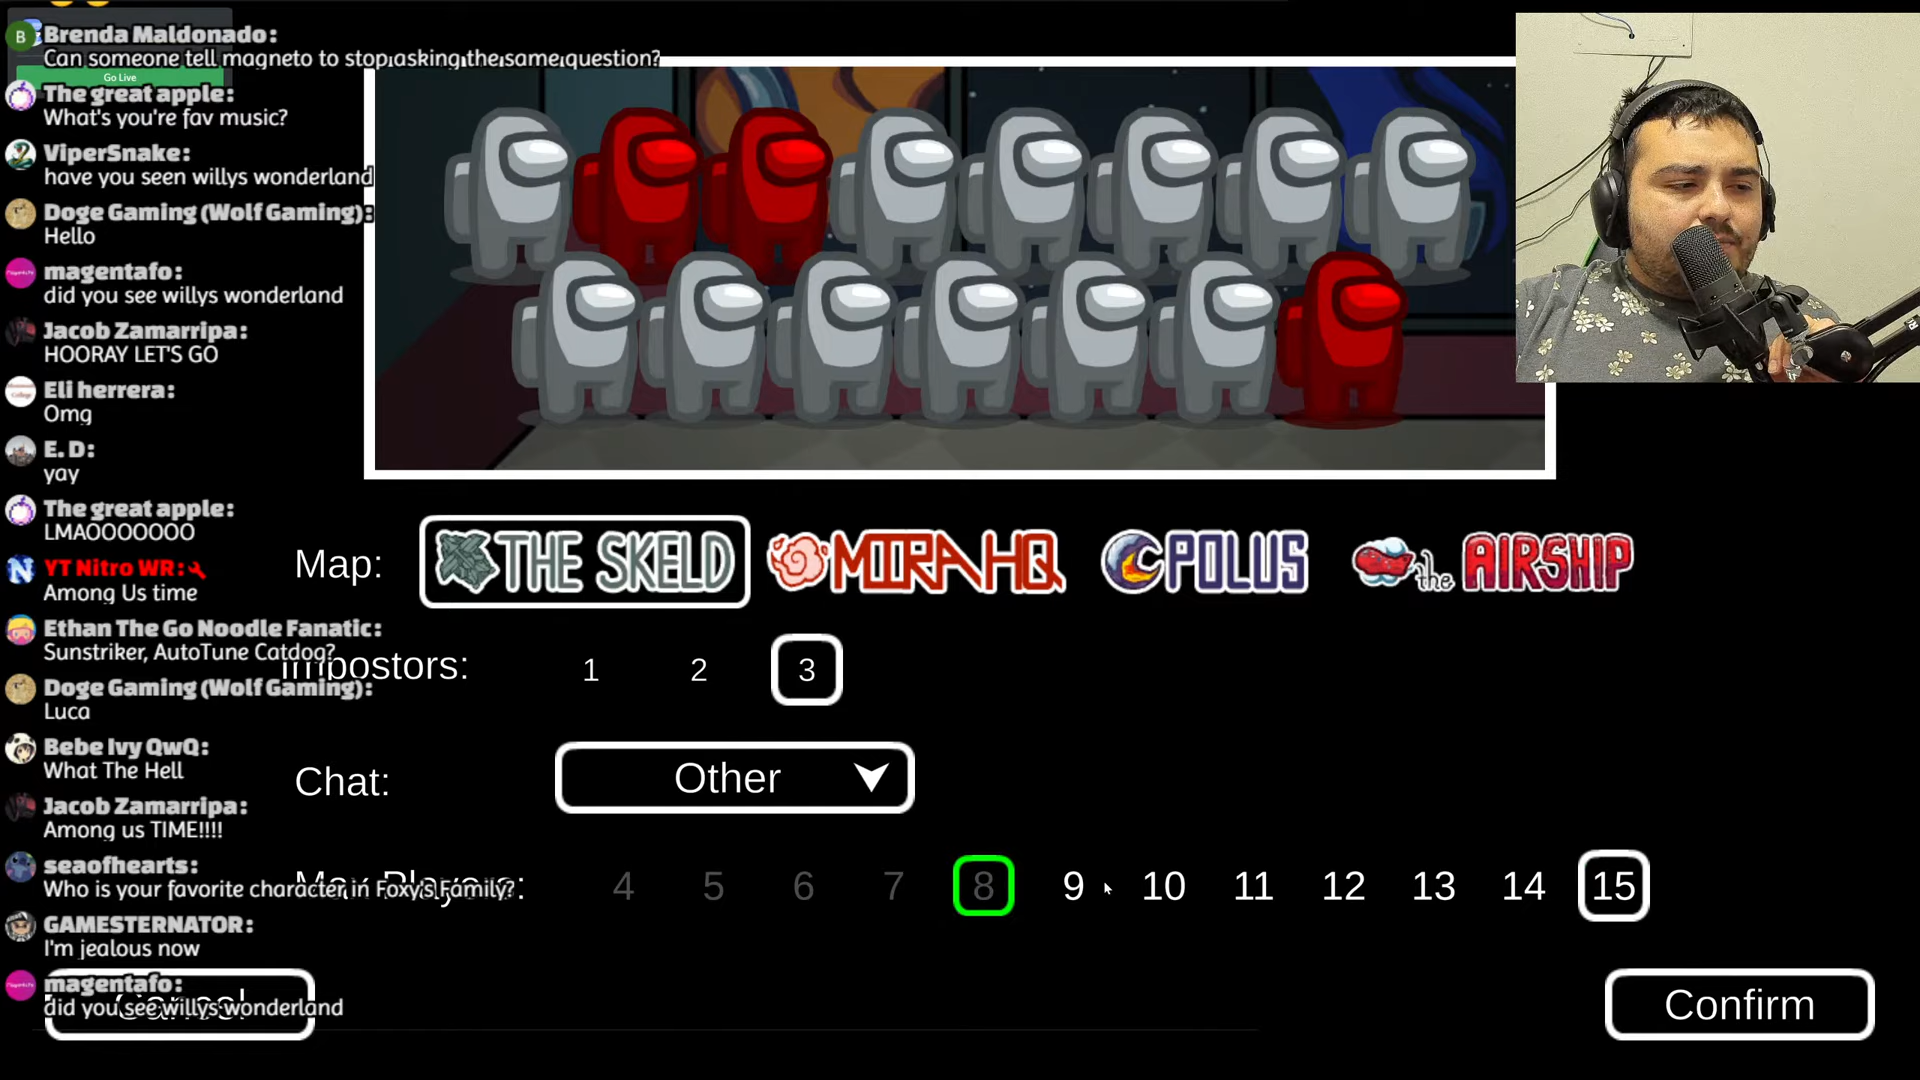 Brenda Maldonado:
Can someone tell magneto to stop asking the same question?
Go Live
The great apple:
What's you're fav music?
ViperSnake:
have you seen willys wonderland
Doge Gaming (Wolf Gaming):
Hello
magentafo:
did you see willys wonderland
Jacob Zamarripa:
HOORAY LET'S GO
Eli herrera:
Omg
E. D:
yay
The great apple:
LMAOOOOOOO
YT Nitro WR:
Among Us time
Ethan The Go Noodle Fanatic:
Sunstriker, AutoTune Catdog?
Doge Gaming (Wolf Gaming):
Luca
Bebe Ivy QwQ:
What The Hell
Jacob Zamarripa:
Among us TIME!!!!
seaofhearts:
Who is your favorite character in Foxy's Family?
GAMESTERNATOR:
I'm jealous now
magentafo:
did you see willys wonderland
Map: THE SKELD MIRA HQ POLUS the AIRSHIP
Impostors: 1 2 3
Chat: Other
Max Players: 4 5 6 7 8 9 10 11 12 13 14 15
Cancel Confirm